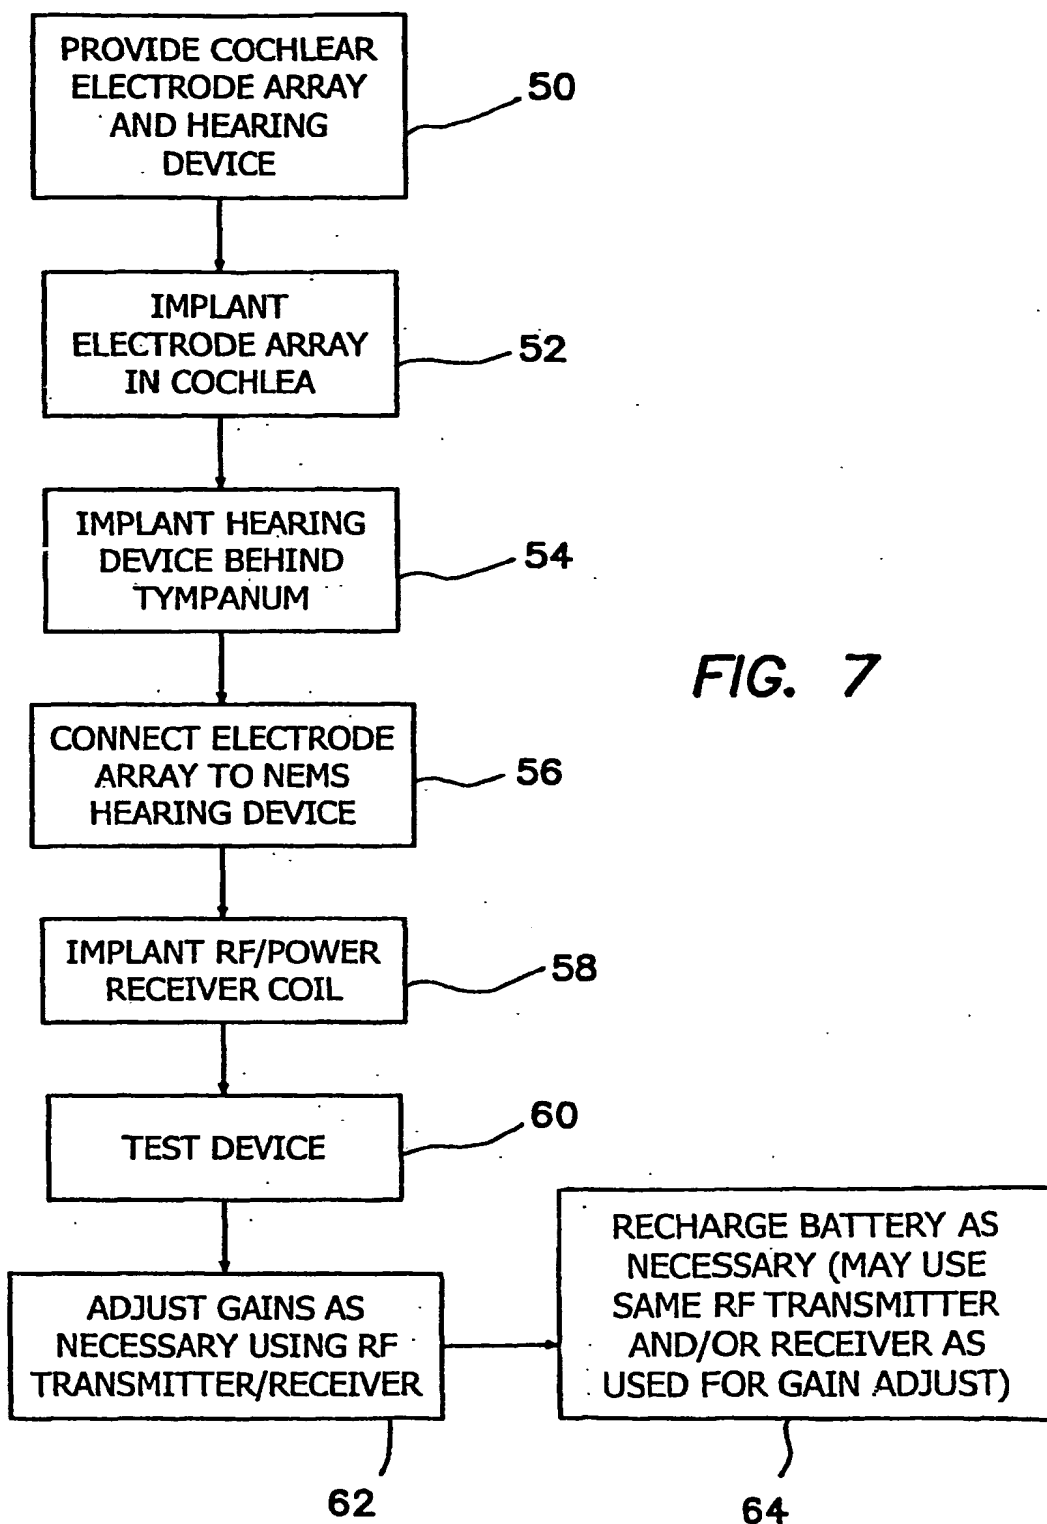 PROVIDE COCHLEAR
ELECTRODE ARRAY
AND HEARING
DEVICE
50
IMPLANT
ELECTRODE ARRAY
IN COCHLEA
52
IMPLANT HEARING
DEVICE BEHIND
TYMPANUM
54
FIG. 7
CONNECT ELECTRODE
ARRAY TO NEMS
HEARING DEVICE
56
IMPLANT RF/POWER
RECEIVER COIL
58
TEST DEVICE
60
ADJUST GAINS AS
NECESSARY USING RF
TRANSMITTER/RECEIVER
62
RECHARGE BATTERY AS
NECESSARY (MAY USE
SAME RF TRANSMITTER
AND/OR RECEIVER AS
USED FOR GAIN ADJUST)
64